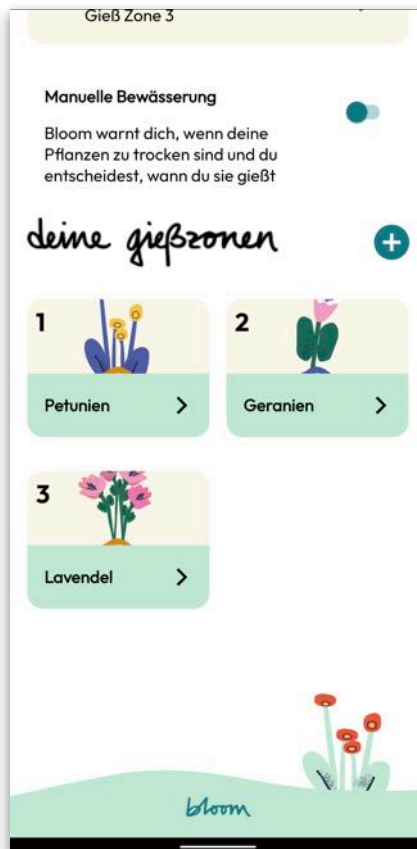 Gieß Zone 3
Manuelle Bewässerung
Bloom warnt dich, wenn deine
Pflanzen zu trocken sind und du
entscheidest, wann du sie gießt
deine gießzonen
1
2
Petunien
Geranien
3
Lavendel
bloom